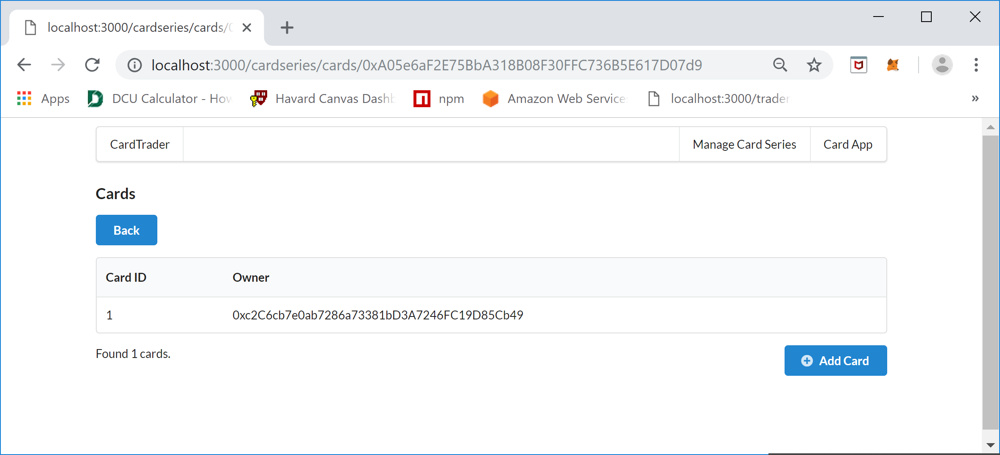 localhost:3000/cardseries/cards/0
localhost:3000/cardseries/cards/0xA05e6aF2E75BbA318B08F30FFC736B5E617D07d9
Apps DCU Calculator - How Havard Canvas Dashb npm Amazon Web Services localhost:3000/trader »
CardTrader Manage Card Series Card App
Cards
Back
Card ID Owner
1 0xc2C6cb7e0ab7286a73381bD3A7246FC19D85Cb49
Found 1 cards.
Add Card